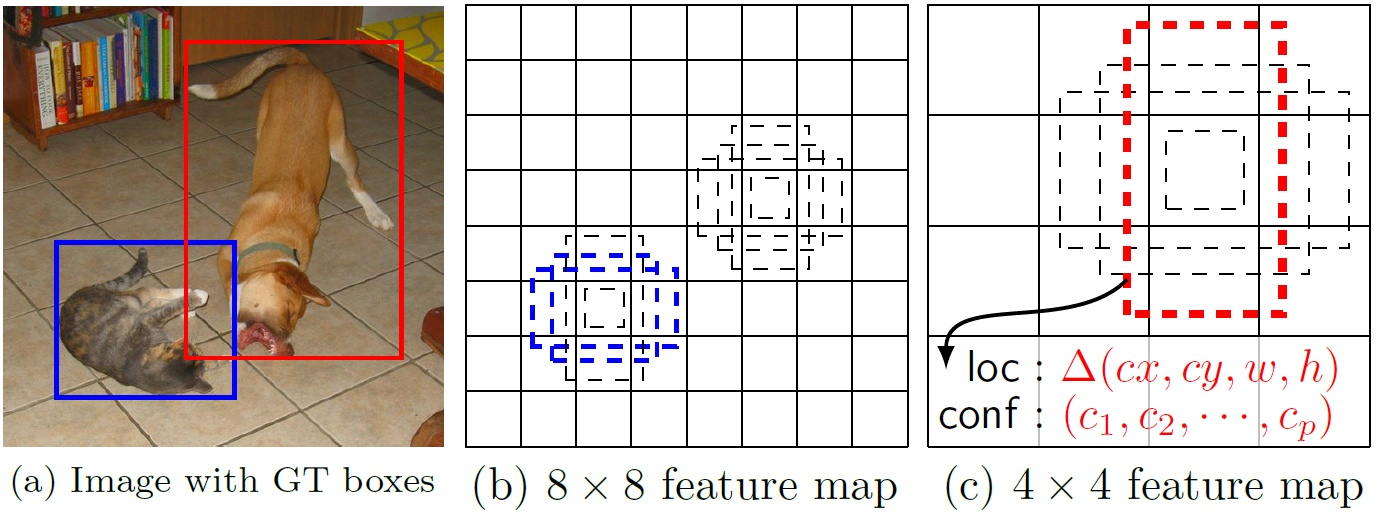 loc : Δ(cx, cy, w, h)
conf : (c₁, c₂, ⋯, cₚ)
(a) Image with GT boxes
(b) 8 × 8 feature map
(c) 4 × 4 feature map